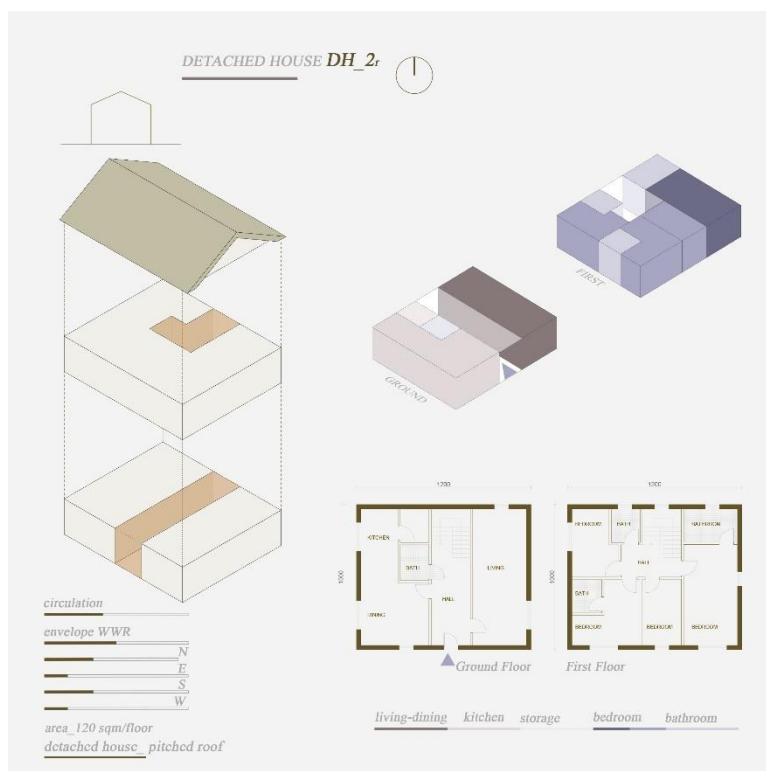 DETACHED HOUSE DH_2r
FIRST
GROUND
1200
1000
KITCHEN
BATH
LIVING
HALL
DINING
Ground Floor
1000
BEDROOM
BATH
BATHROOM
HALL
BATH
BEDROOM
BEDROOM
BEDROOM
First Floor
circulation
envelope WWR
N
E
S
W
area_120 sqm/floor
detached house_ pitched roof
living-dining kitchen storage bedroom bathroom